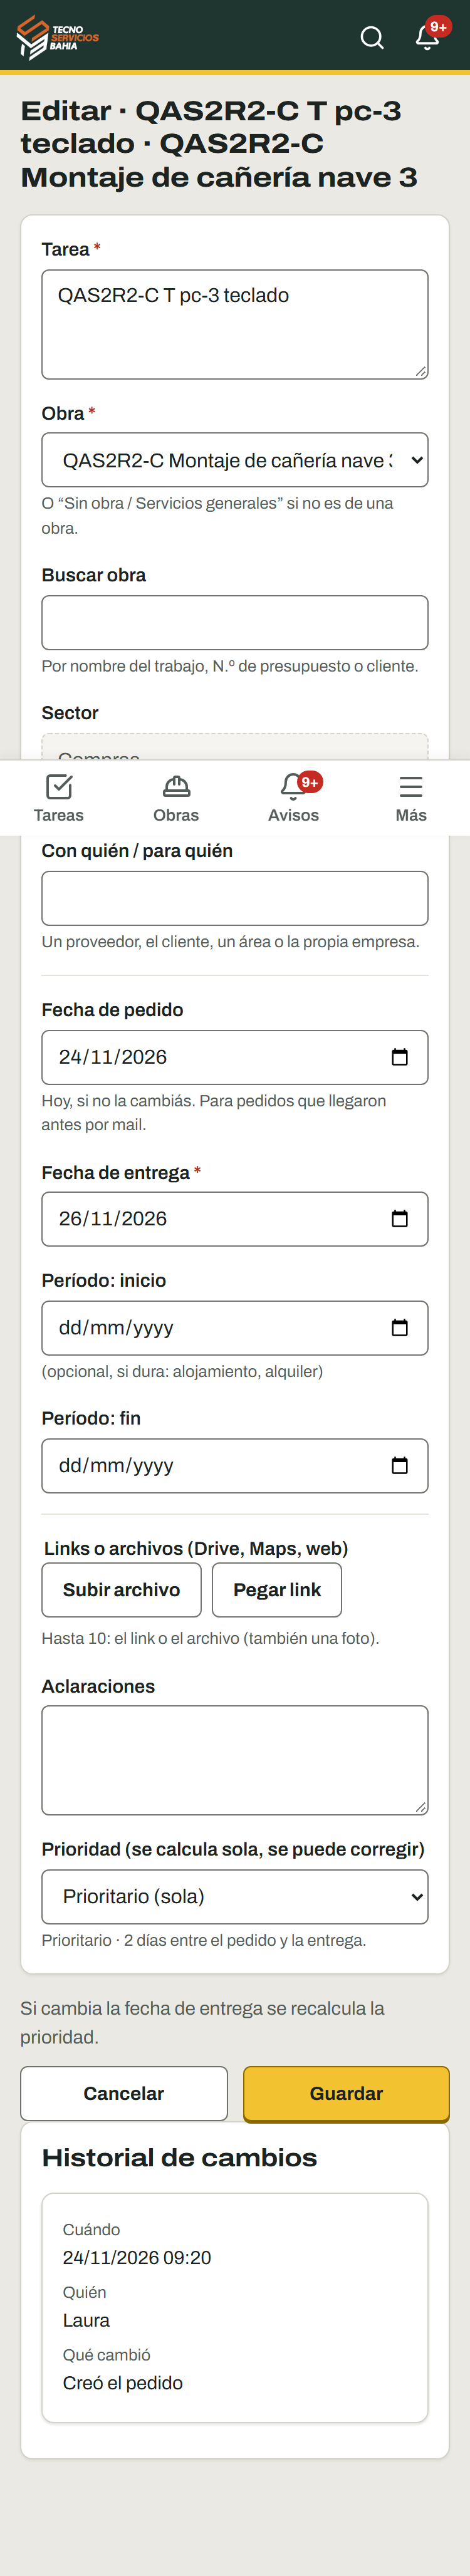 TECNO
SERVICIOS
BAHIA
9+
Editar · QAS2R2-C T pc-3
teclado · QAS2R2-C
Montaje de cañería nave 3
Tarea *
QAS2R2-C T pc-3 teclado
Obra *
QAS2R2-C Montaje de cañería nave
O “Sin obra / Servicios generales” si no es de una
obra.
Buscar obra
Por nombre del trabajo, N.º de presupuesto o cliente.
Sector
Compras
9+
Tareas
Obras
Avisos
Más
Con quién / para quién
Un proveedor, el cliente, un área o la propia empresa.
Fecha de pedido
24/11/2026
Hoy, si no la cambiás. Para pedidos que llegaron
antes por mail.
Fecha de entrega *
26/11/2026
Período: inicio
dd/mm/yyyy
(opcional, si dura: alojamiento, alquiler)
Período: fin
dd/mm/yyyy
Links o archivos (Drive, Maps, web)
Subir archivo
Pegar link
Hasta 10: el link o el archivo (también una foto).
Aclaraciones
Prioridad (se calcula sola, se puede corregir)
Prioritario (sola)
Prioritario · 2 días entre el pedido y la entrega.
Si cambia la fecha de entrega se recalcula la
prioridad.
Cancelar
Guardar
Historial de cambios
Cuándo
24/11/2026 09:20
Quién
Laura
Qué cambió
Creó el pedido